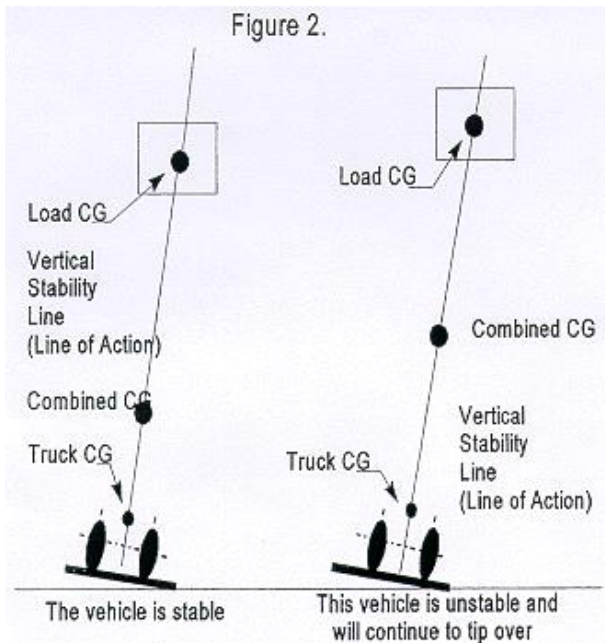 Figure 2.
Load CG
Vertical
Stability
Line
(Line of Action)
Combined CG
Truck CG
The vehicle is stable
Load CG
Combined CG
Vertical
Stability
Line
(Line of Action)
Truck CG
This vehicle is unstable and
will continue to tip over